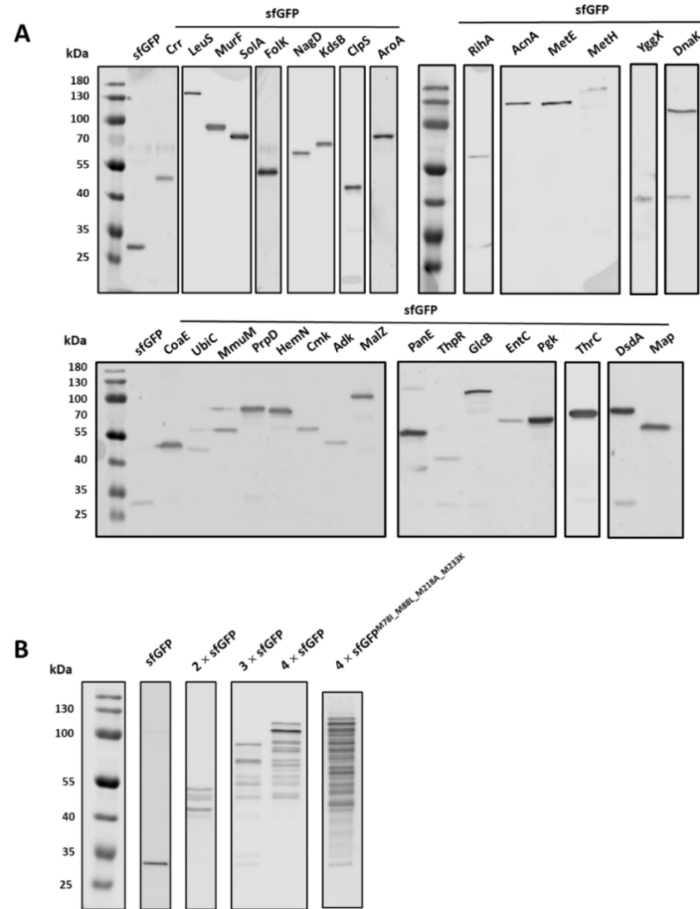 A
sfGFP
sfGFP
kDa
sfGFP Crr LeuS MurF SolA FolK NagD KdsB ClpS AroA
RihA AcnA MetE MetH YggX DnaK
180
130
100
70
55
40
35
25
sfGFP
kDa
sfGFP CoaE UbiC MmuM PrpD HemN Cmk Adk MalZ PanE ThpR GlcB EntC Pgk ThrC DsdA Map
180
130
100
70
55
40
35
25
B
kDa
sfGFP 2 × sfGFP 3 × sfGFP 4 × sfGFP 4 × sfGFP M78I_M88L_M218A_M233K
130
100
55
40
35
25